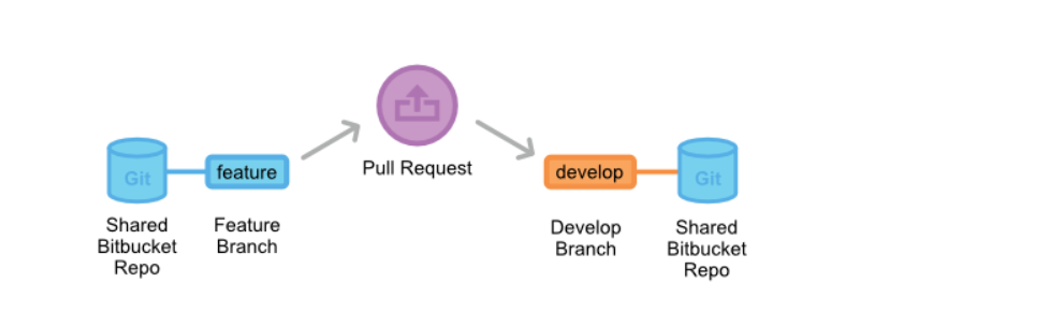 Git
feature
Pull Request
develop
Git
Shared
Bitbucket
Repo
Feature
Branch
Develop
Branch
Shared
Bitbucket
Repo